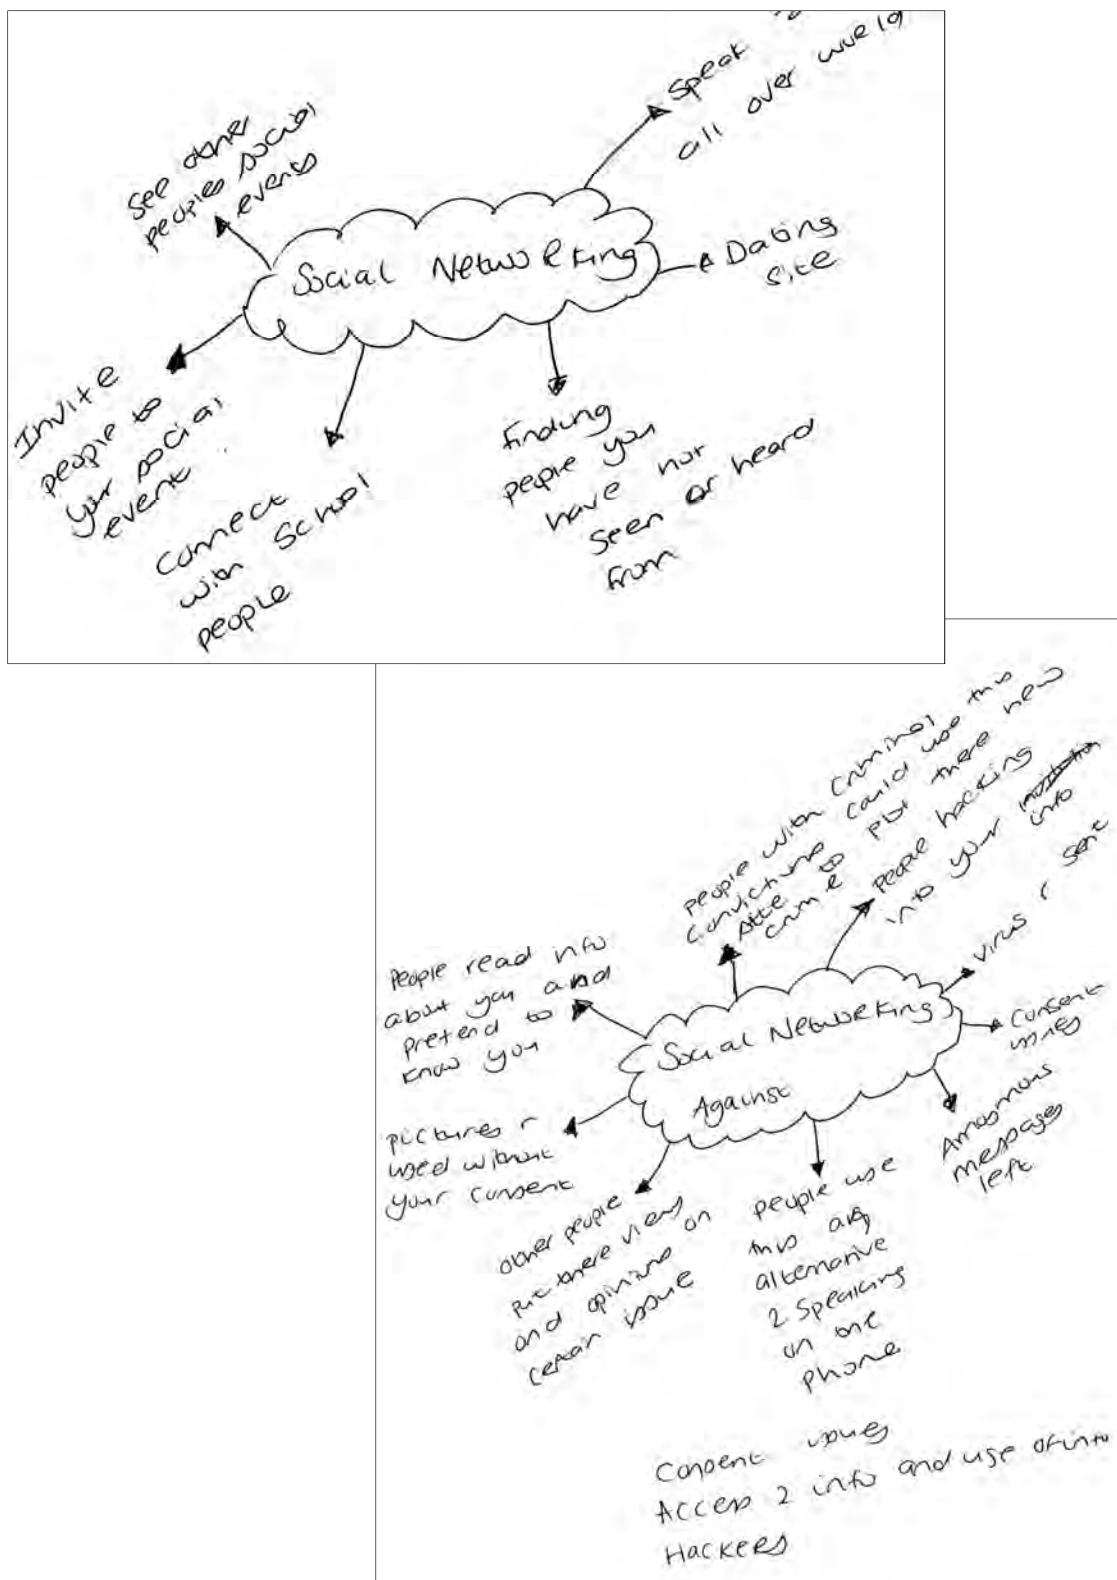 Speak
all over world
See other
peoples social
events
Social Networking
Dating
site
Invite
people to
your social
event
Connect
with School
people
finding
people you
have not
Seen or heard
from
People with criminal
convictions could use this
site to plot there new
crime
People hacking
into your
info
Virus r sent
People read info
about you and
pretend to
know you
Social Networking
Against
Consent
issues
messages
left
pictures r
used without
your consent
other people
put there views
and opinions on
certain issue
people use
this as
alternative
2 Speaking
on the
phone
Consent issues
Access 2 info and use of info
Hackers